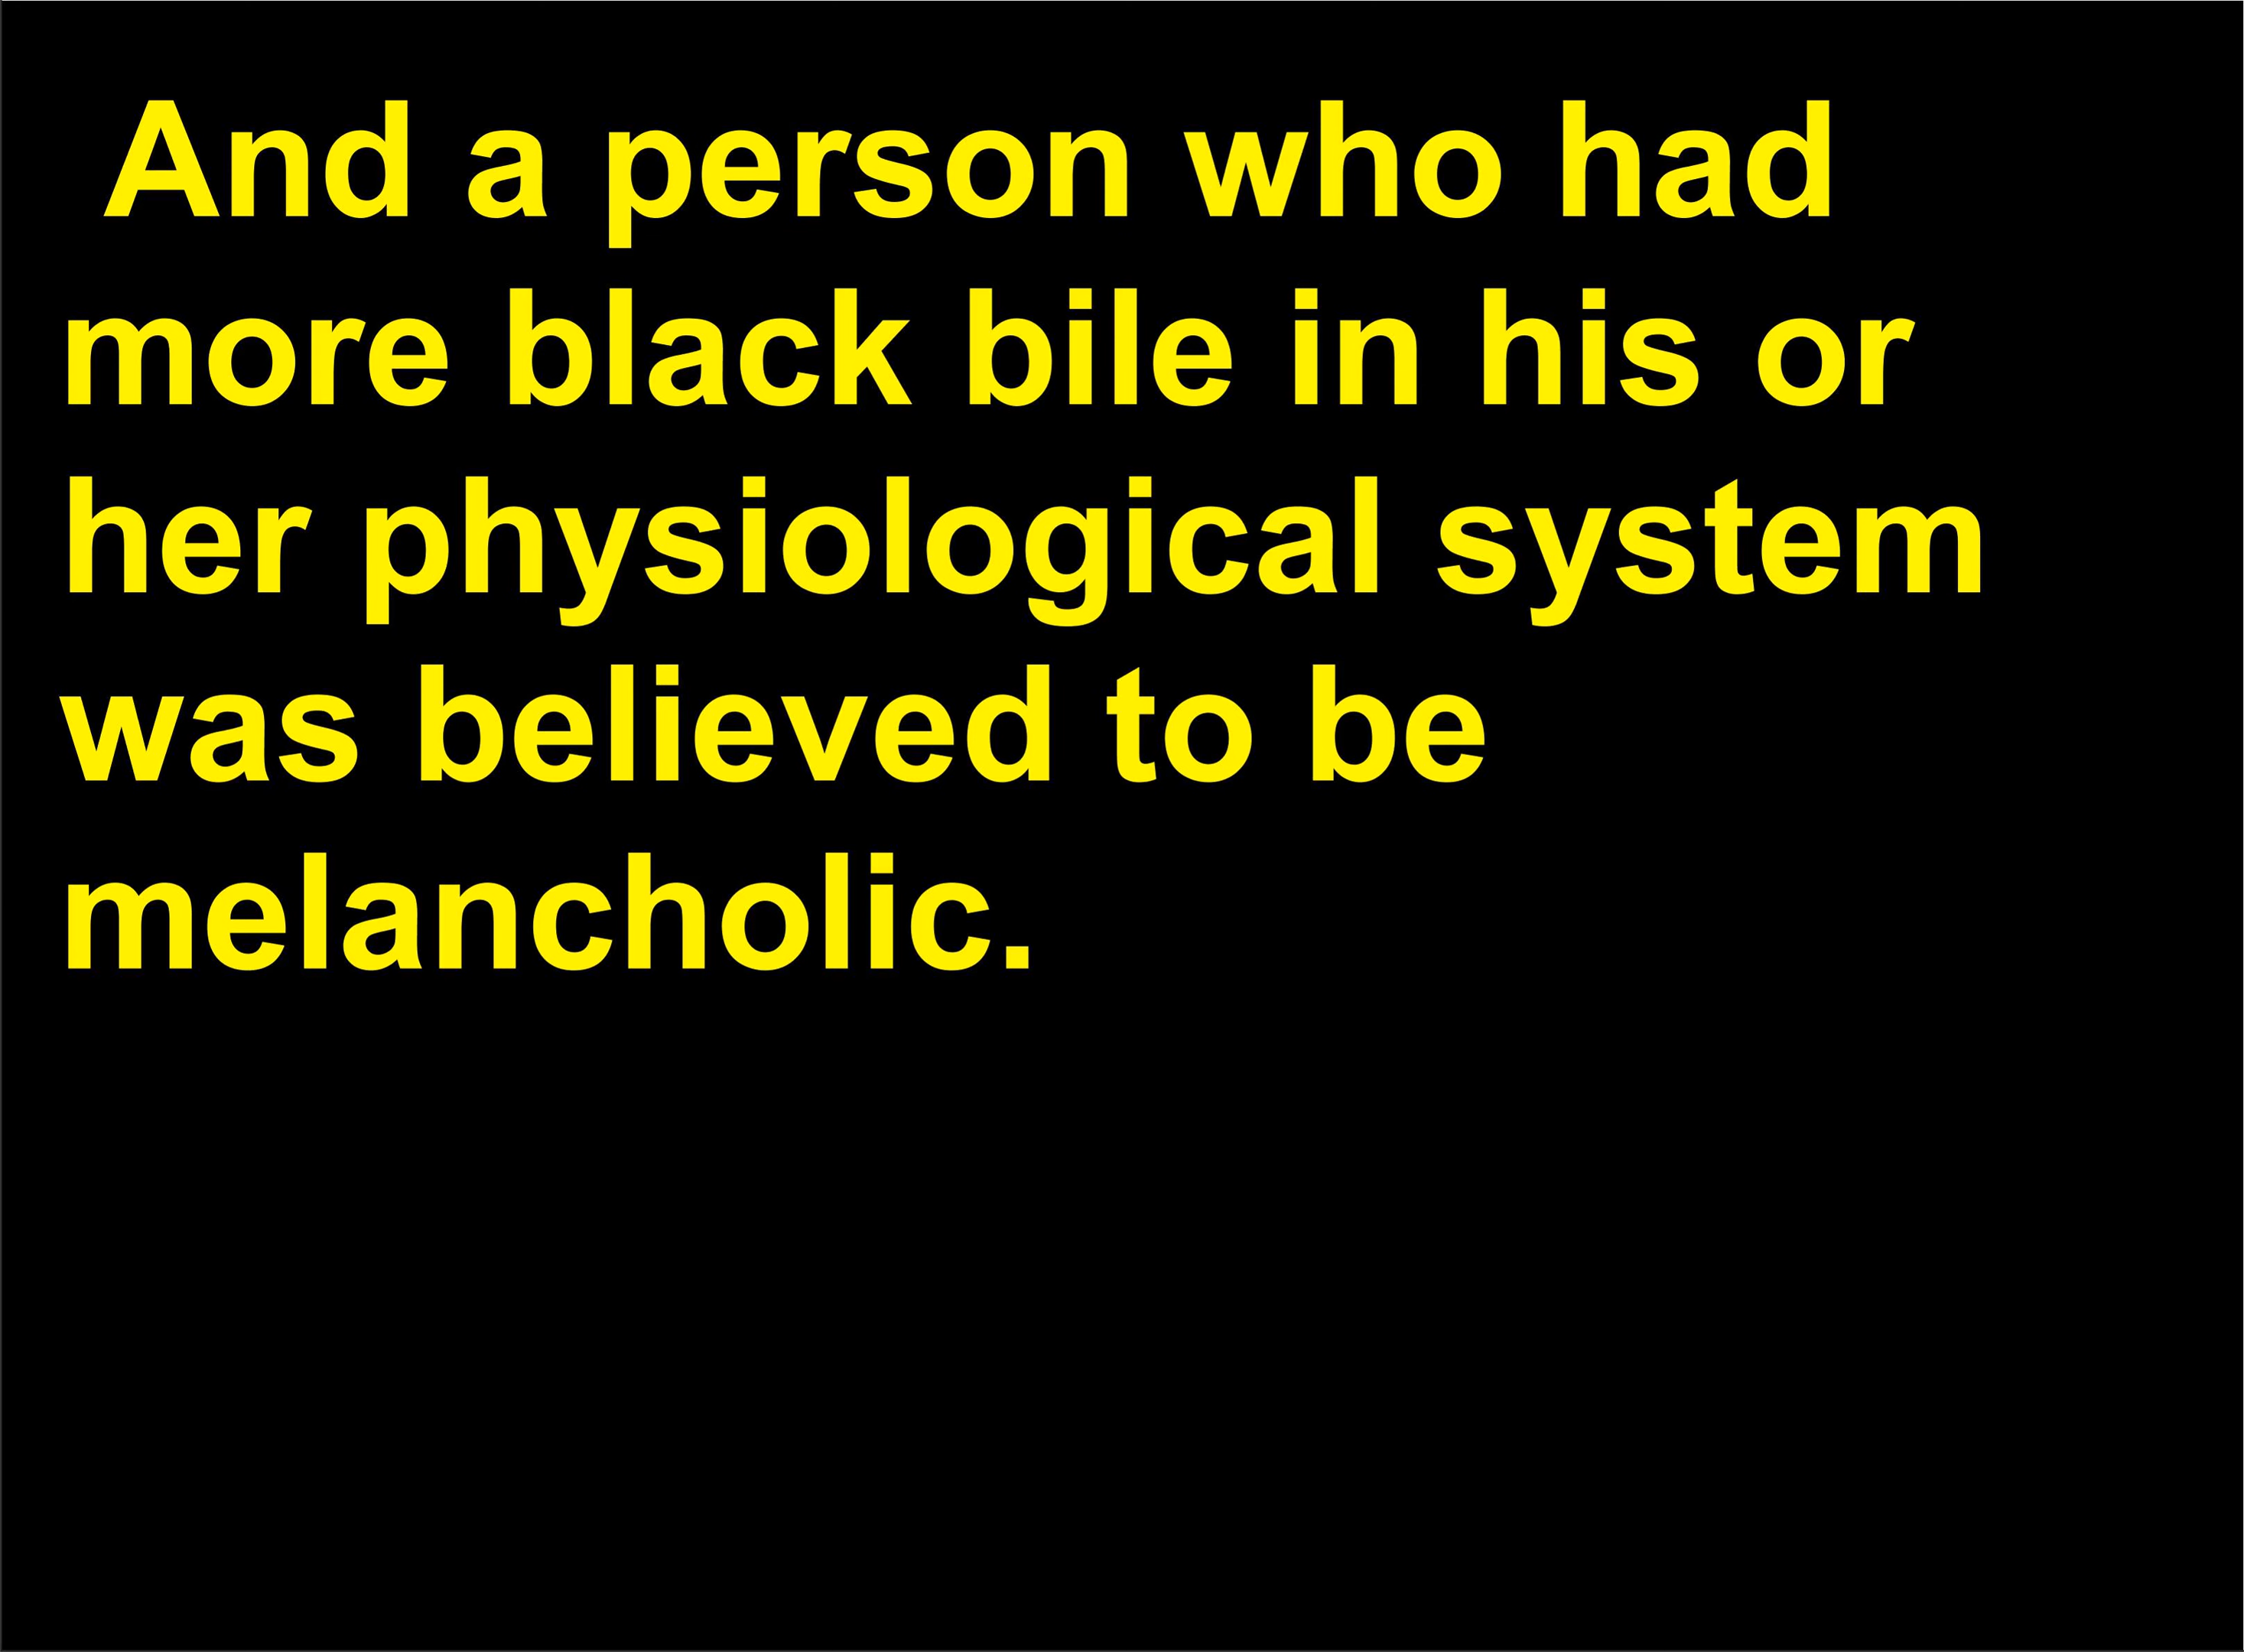 And a person who had
more black bile in his or
her physiological system
was believed to be
melancholic.